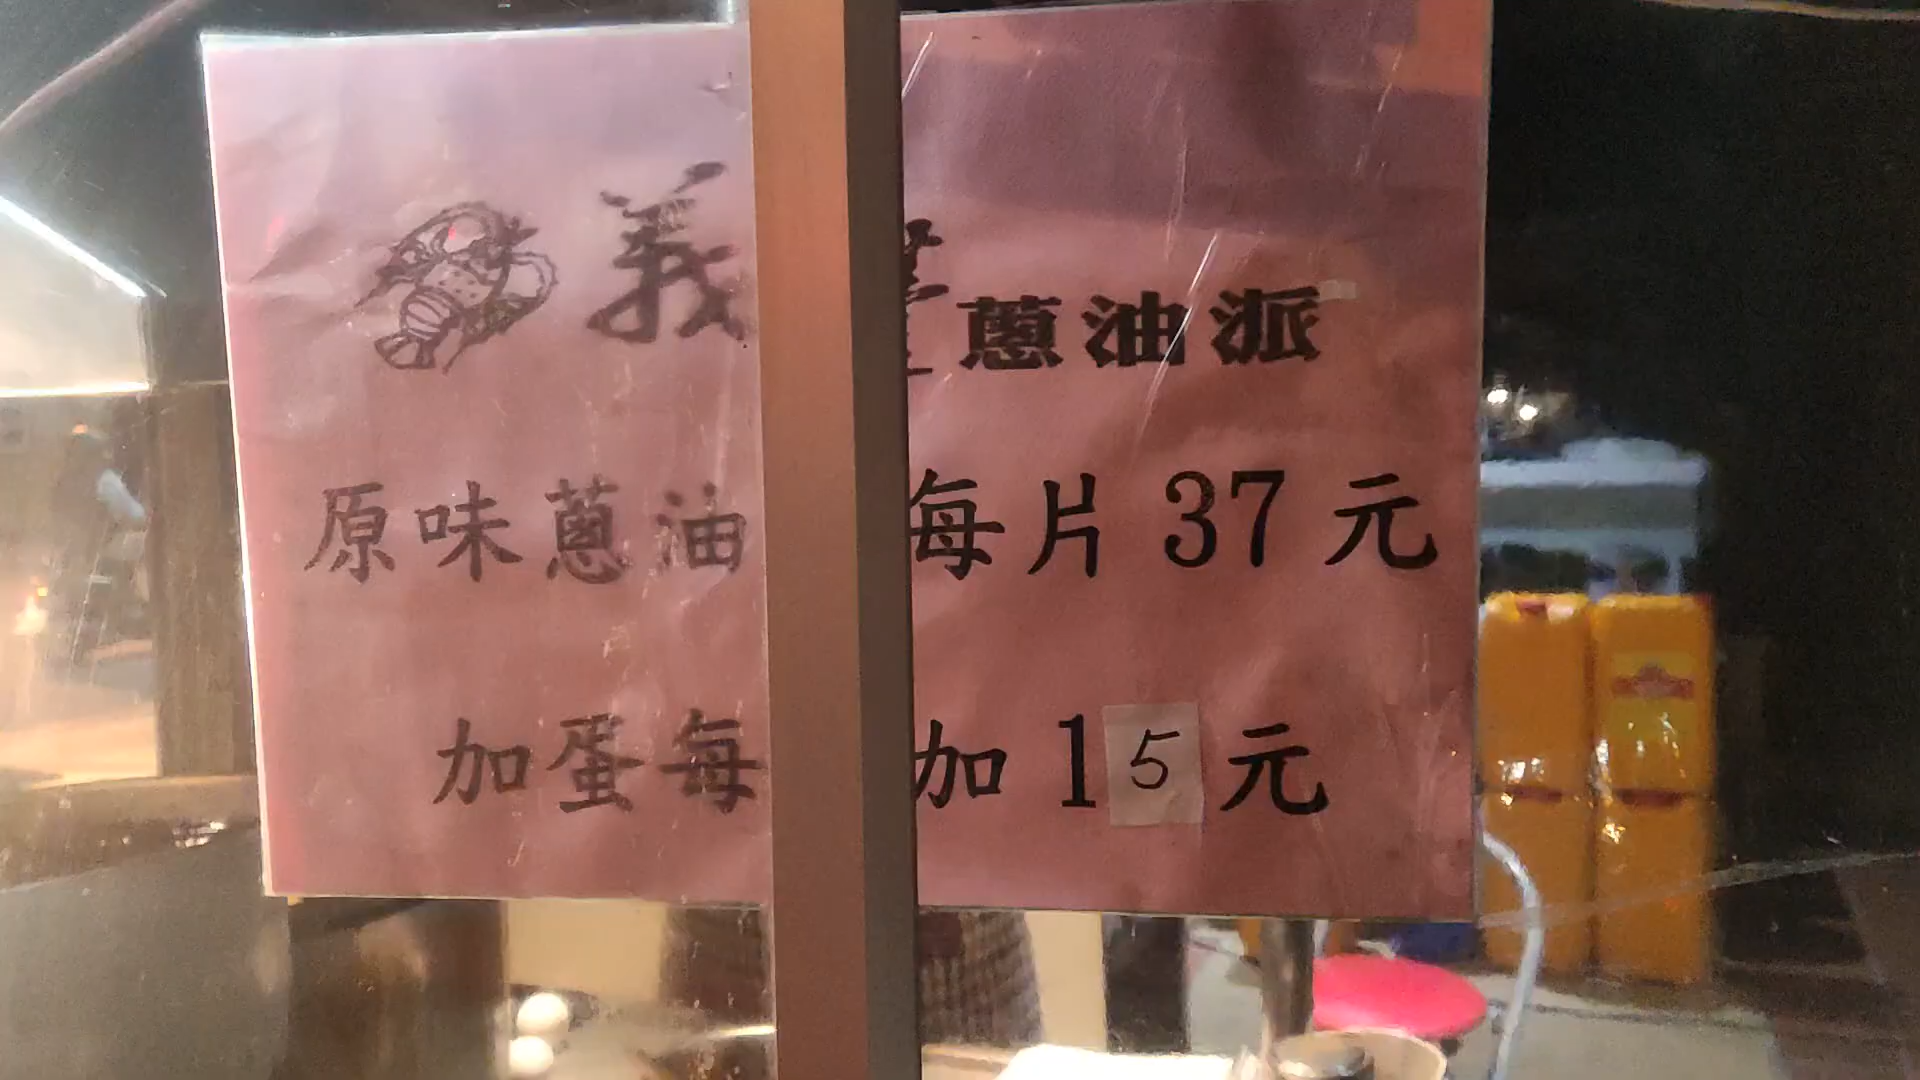 義 蔥油派
原味蔥油 每片37元
加蛋每 加15元